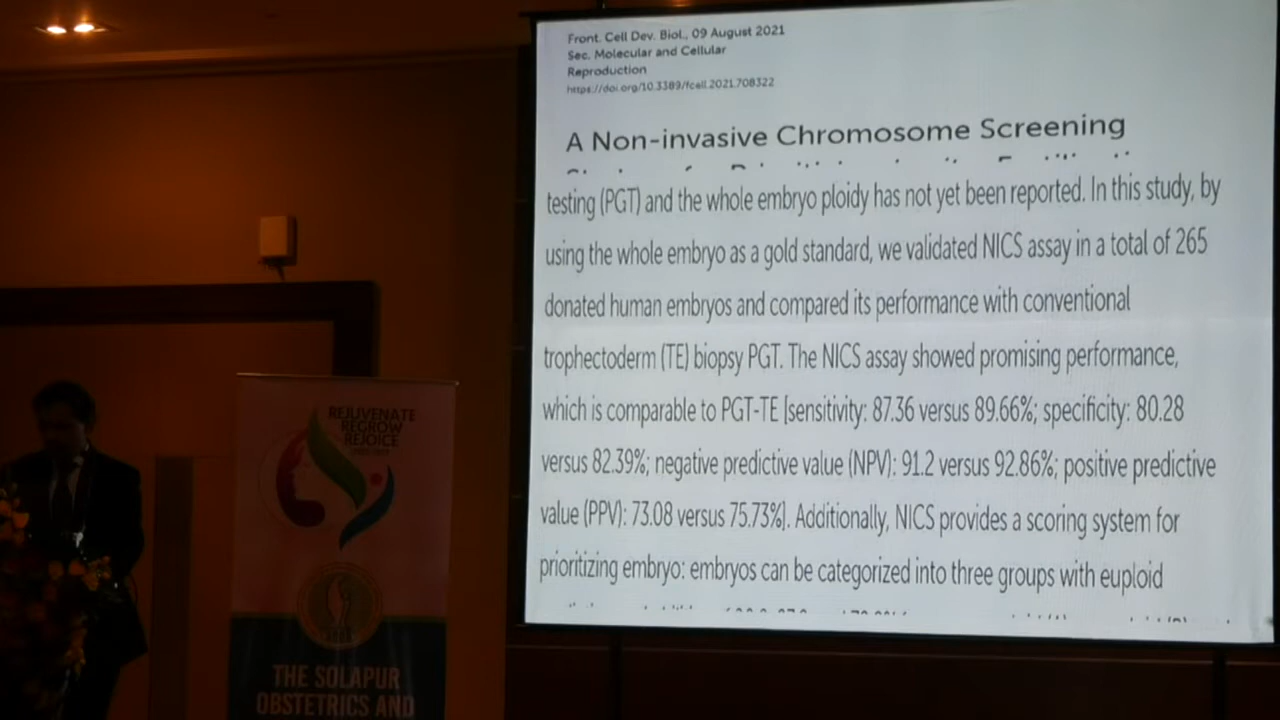 Front. Cell Dev. Biol., 09 August 2021
Sec. Molecular and Cellular
Reproduction
https://doi.org/10.3389/fcell.2021.708322
A Non-invasive Chromosome Screening
testing (PGT) and the whole embryo ploidy has not yet been reported. In this study, by
using the whole embryo as a gold standard, we validated NICS assay in a total of 265
donated human embryos and compared its performance with conventional
trophectoderm (TE) biopsy PGT. The NICS assay showed promising performance,
which is comparable to PGT-TE [sensitivity: 87.36 versus 89.66%; specificity: 80.28
versus 82.39%; negative predictive value (NPV): 91.2 versus 92.86%; positive predictive
value (PPV): 73.08 versus 75.73%]. Additionally, NICS provides a scoring system for
prioritizing embryo: embryos can be categorized into three groups with euploid
REJUVENATE
REGROW
REJOICE
THE SOLAPUR
OBSTETRICS AND